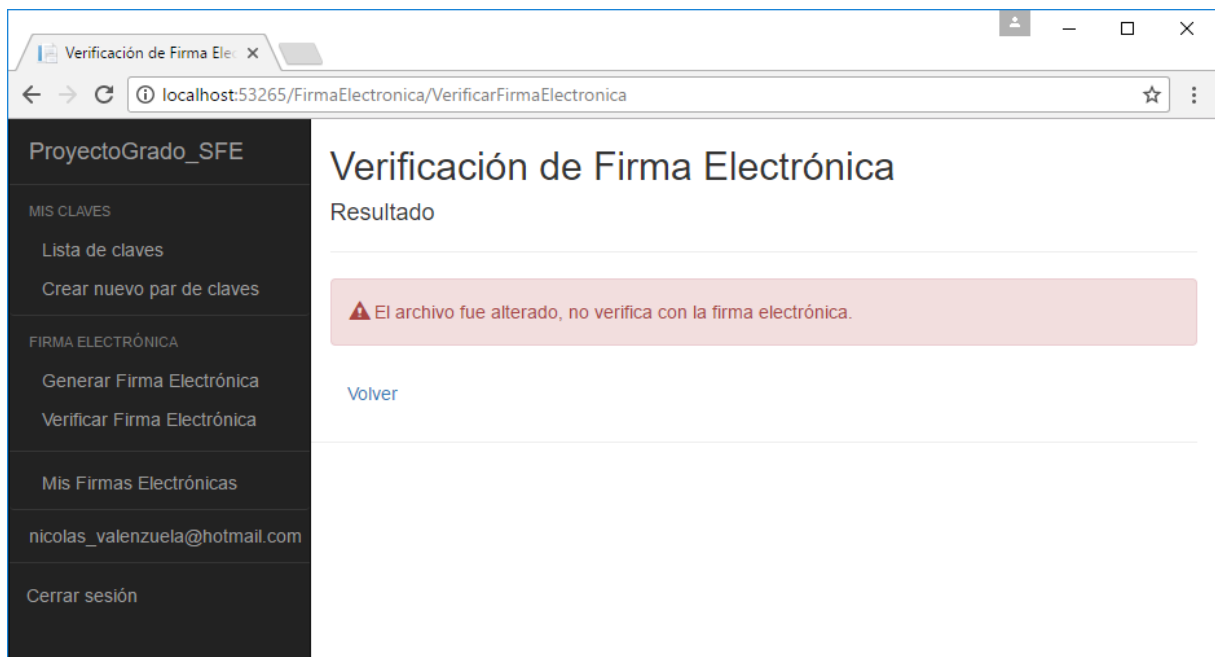 Verificación de Firma Elec
localhost:53265/FirmaElectronica/VerificarFirmaElectronica
ProyectoGrado_SFE
MIS CLAVES
Lista de claves
Crear nuevo par de claves
FIRMA ELECTRÓNICA
Generar Firma Electrónica
Verificar Firma Electrónica
Mis Firmas Electrónicas
nicolas_valenzuela@hotmail.com
Cerrar sesión
Verificación de Firma Electrónica
Resultado
El archivo fue alterado, no verifica con la firma electrónica.
Volver